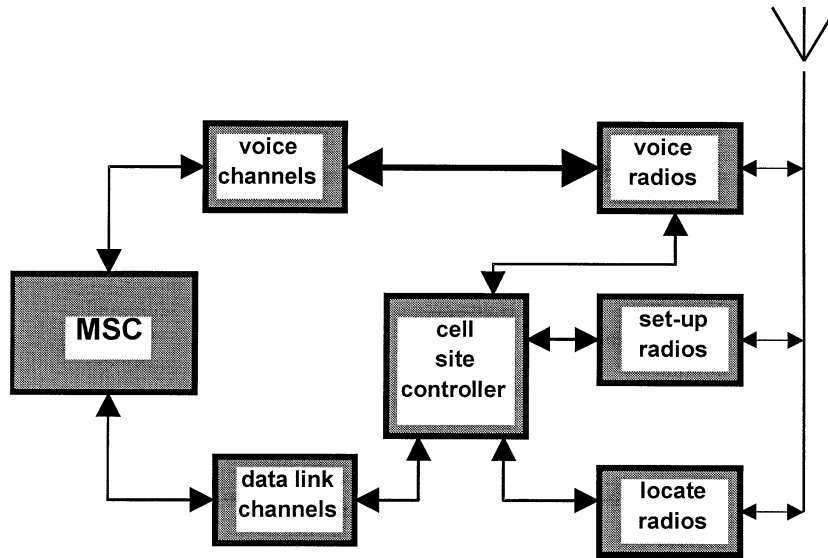 voice
channels
voice
radios
MSC
cell
site
controller
set-up
radios
data link
channels
locate
radios